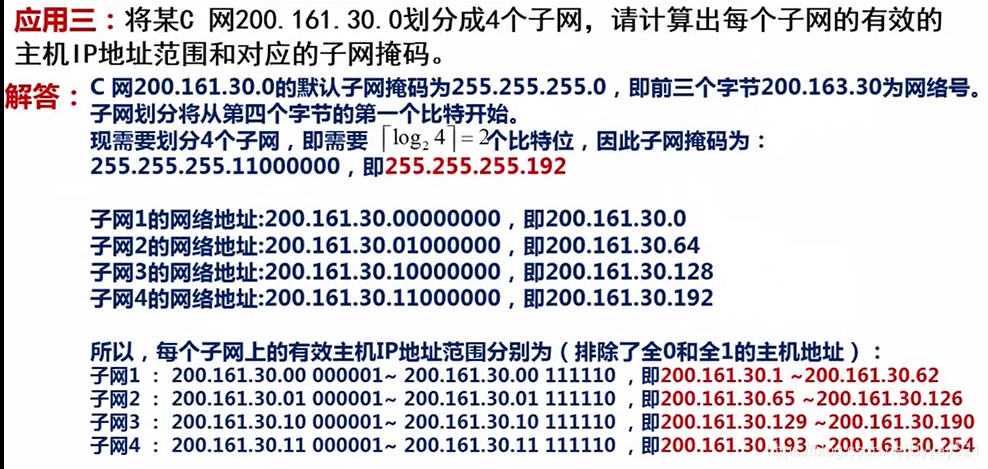 应用三：将某C 网200.161.30.0划分成4个子网，请计算出每个子网的有效的
主机IP地址范围和对应的子网掩码。
解答：C 网200.161.30.0的默认子网掩码为255.255.255.0，即前三个字节200.163.30为网络号。
子网划分将从第四个字节的第一个比特开始。
现需要划分4个子网，即需要 ⌈log₂ 4⌉=2个比特位，因此子网掩码为：
255.255.255.11000000，即255.255.255.192
子网1的网络地址:200.161.30.00000000，即200.161.30.0
子网2的网络地址:200.161.30.01000000，即200.161.30.64
子网3的网络地址:200.161.30.10000000，即200.161.30.128
子网4的网络地址:200.161.30.11000000，即200.161.30.192
所以，每个子网上的有效主机IP地址范围分别为（排除了全0和全1的主机地址）：
子网1 ： 200.161.30.00 000001~ 200.161.30.00 111110 ，即200.161.30.1 ~200.161.30.62
子网2 ： 200.161.30.01 000001~ 200.161.30.01 111110 ，即200.161.30.65 ~200.161.30.126
子网3 ： 200.161.30.10 000001~ 200.161.30.10 111110 ，即200.161.30.129 ~200.161.30.190
子网4 ： 200.161.30.11 000001~ 200.161.30.11 111110 ，即200.161.30.193 ~200.161.30.254